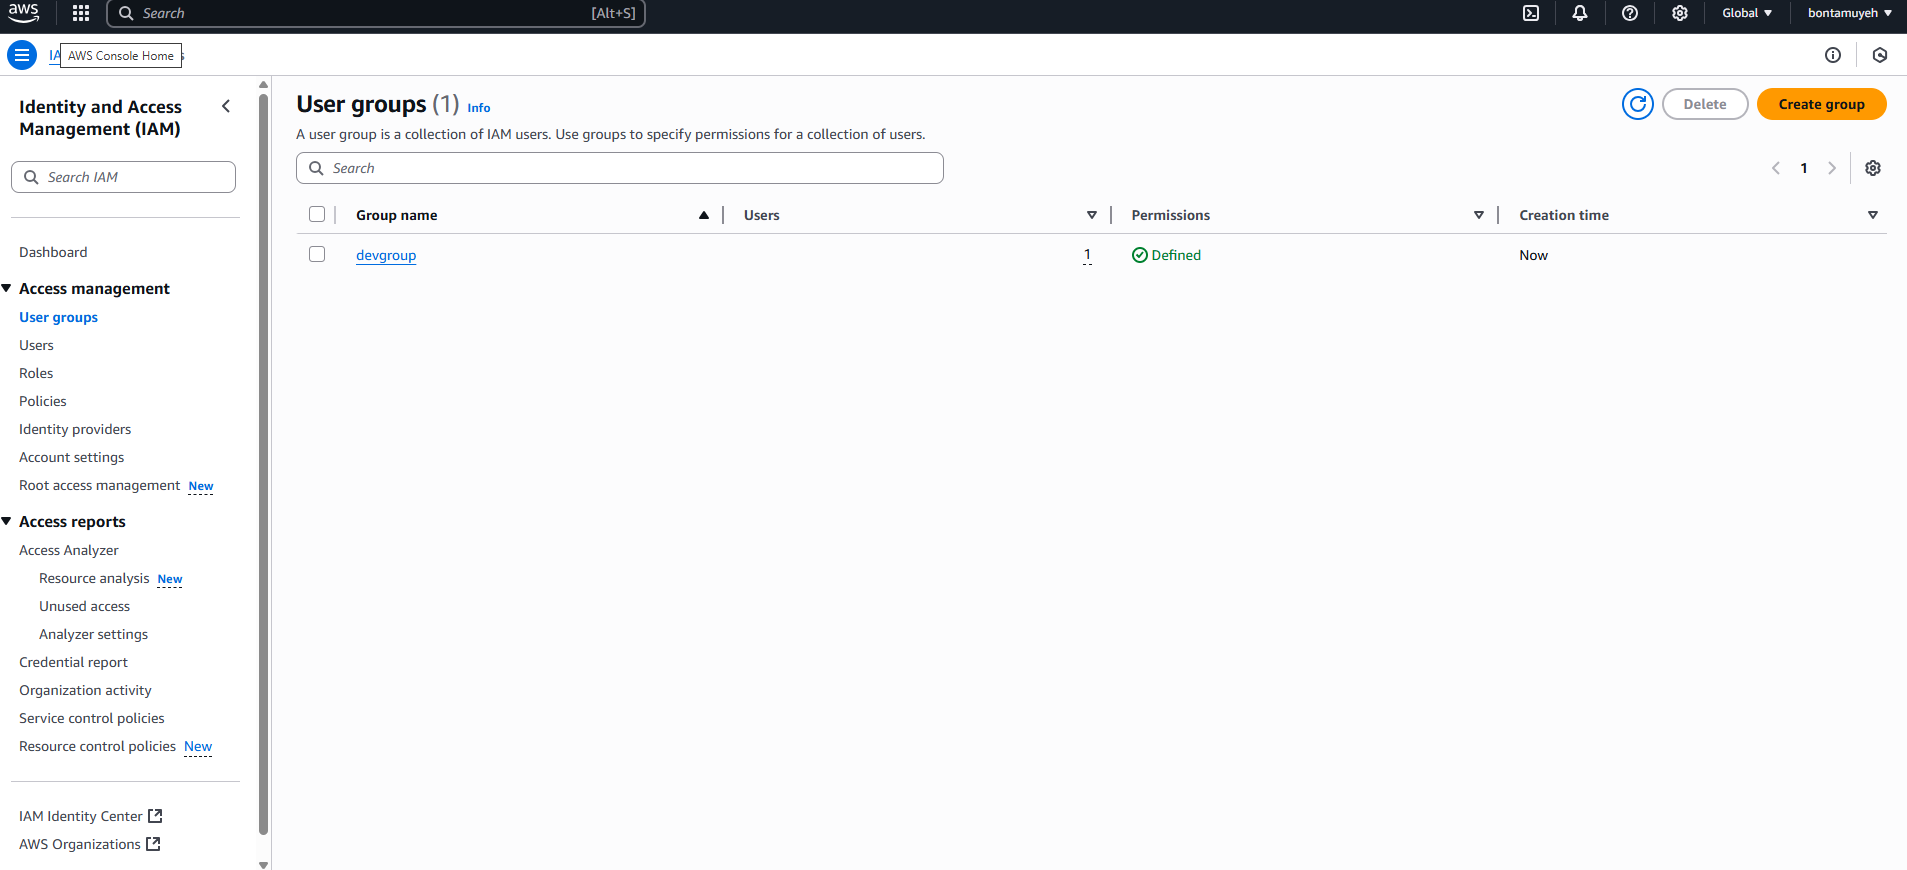 aws
Search [Alt+S]
Global
bontamuyeh
IA
AWS Console Home
s
Identity and Access
Management (IAM)
Search IAM
Dashboard
Access management
User groups
Users
Roles
Policies
Identity providers
Account settings
Root access management New
Access reports
Access Analyzer
Resource analysis New
Unused access
Analyzer settings
Credential report
Organization activity
Service control policies
Resource control policies New
IAM Identity Center
AWS Organizations
User groups (1) Info
A user group is a collection of IAM users. Use groups to specify permissions for a collection of users.
Delete
Create group
Search
1
Group name Users Permissions Creation time
devgroup 1 Defined Now